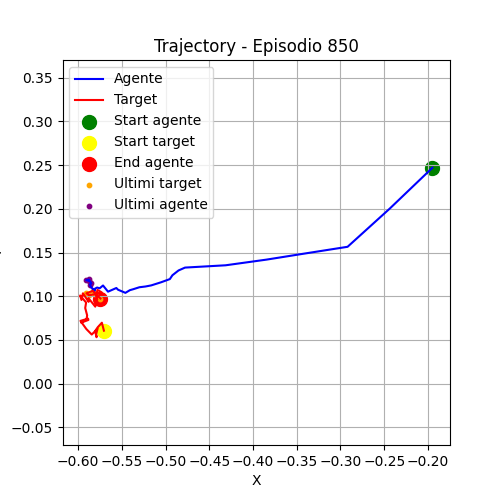 Trajectory - Episodio 850
Agente
Target
Start agente
Start target
End agente
Ultimi target
Ultimi agente
0.35
0.30
0.25
0.20
0.15
0.10
0.05
0.00
−0.05
−0.60 −0.55 −0.50 −0.45 −0.40 −0.35 −0.30 −0.25 −0.20
X